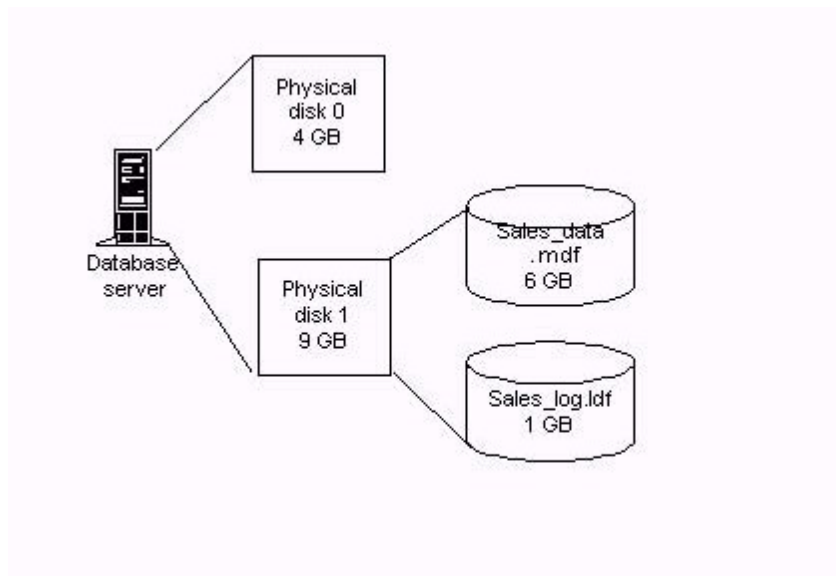 Physical
disk 0
4 GB
Database
server
Physical
disk 1
9 GB
Sales_data
.mdf
6 GB
Sales_log.ldf
1 GB